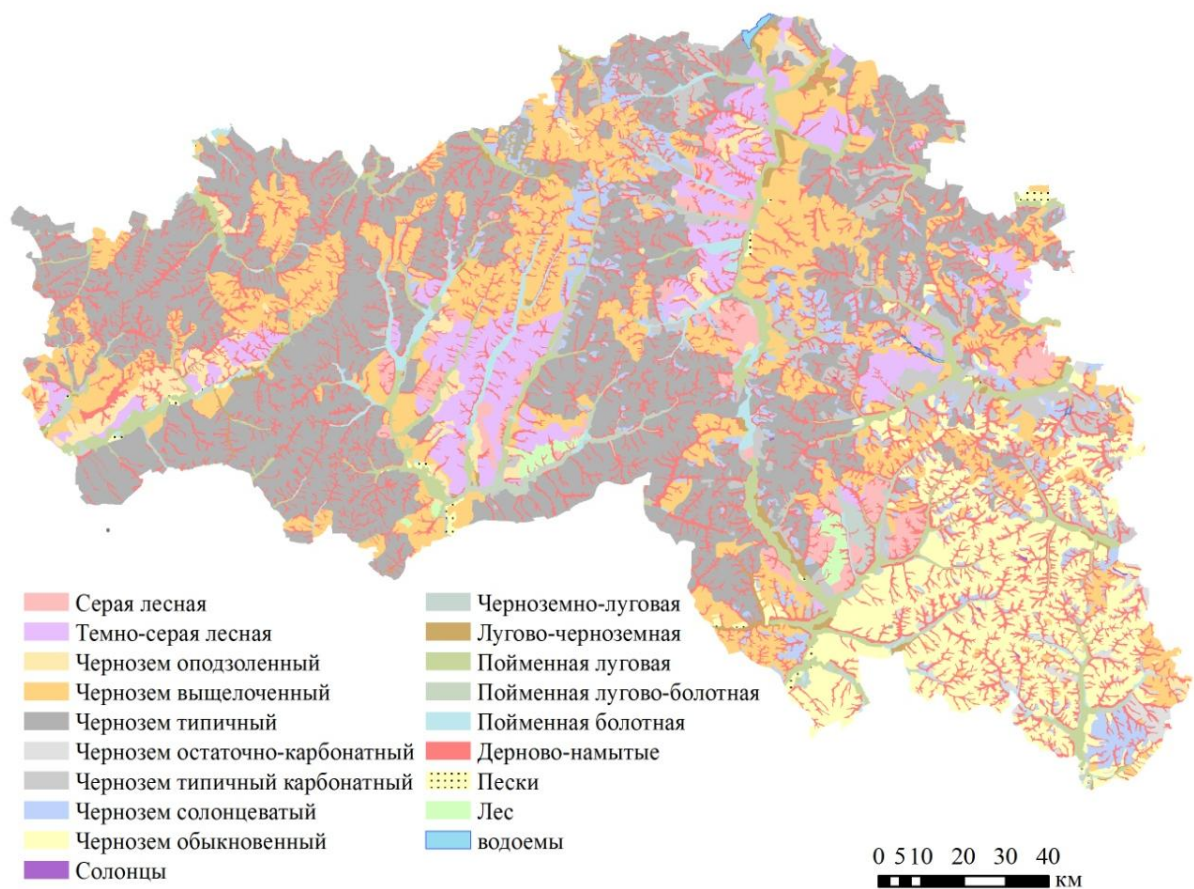 Серая лесная
Темно-серая лесная
Чернозем оподзоленный
Чернозем выщелоченный
Чернозем типичный
Чернозем остаточно-карбонатный
Чернозем типичный карбонатный
Чернозем солонцеватый
Чернозем обыкновенный
Солонцы
Черноземно-луговая
Лугово-черноземная
Пойменная луговая
Пойменная лугово-болотная
Пойменная болотная
Дерново-намытые
Пески
Лес
водоемы
0 5 10 20 30 40
км